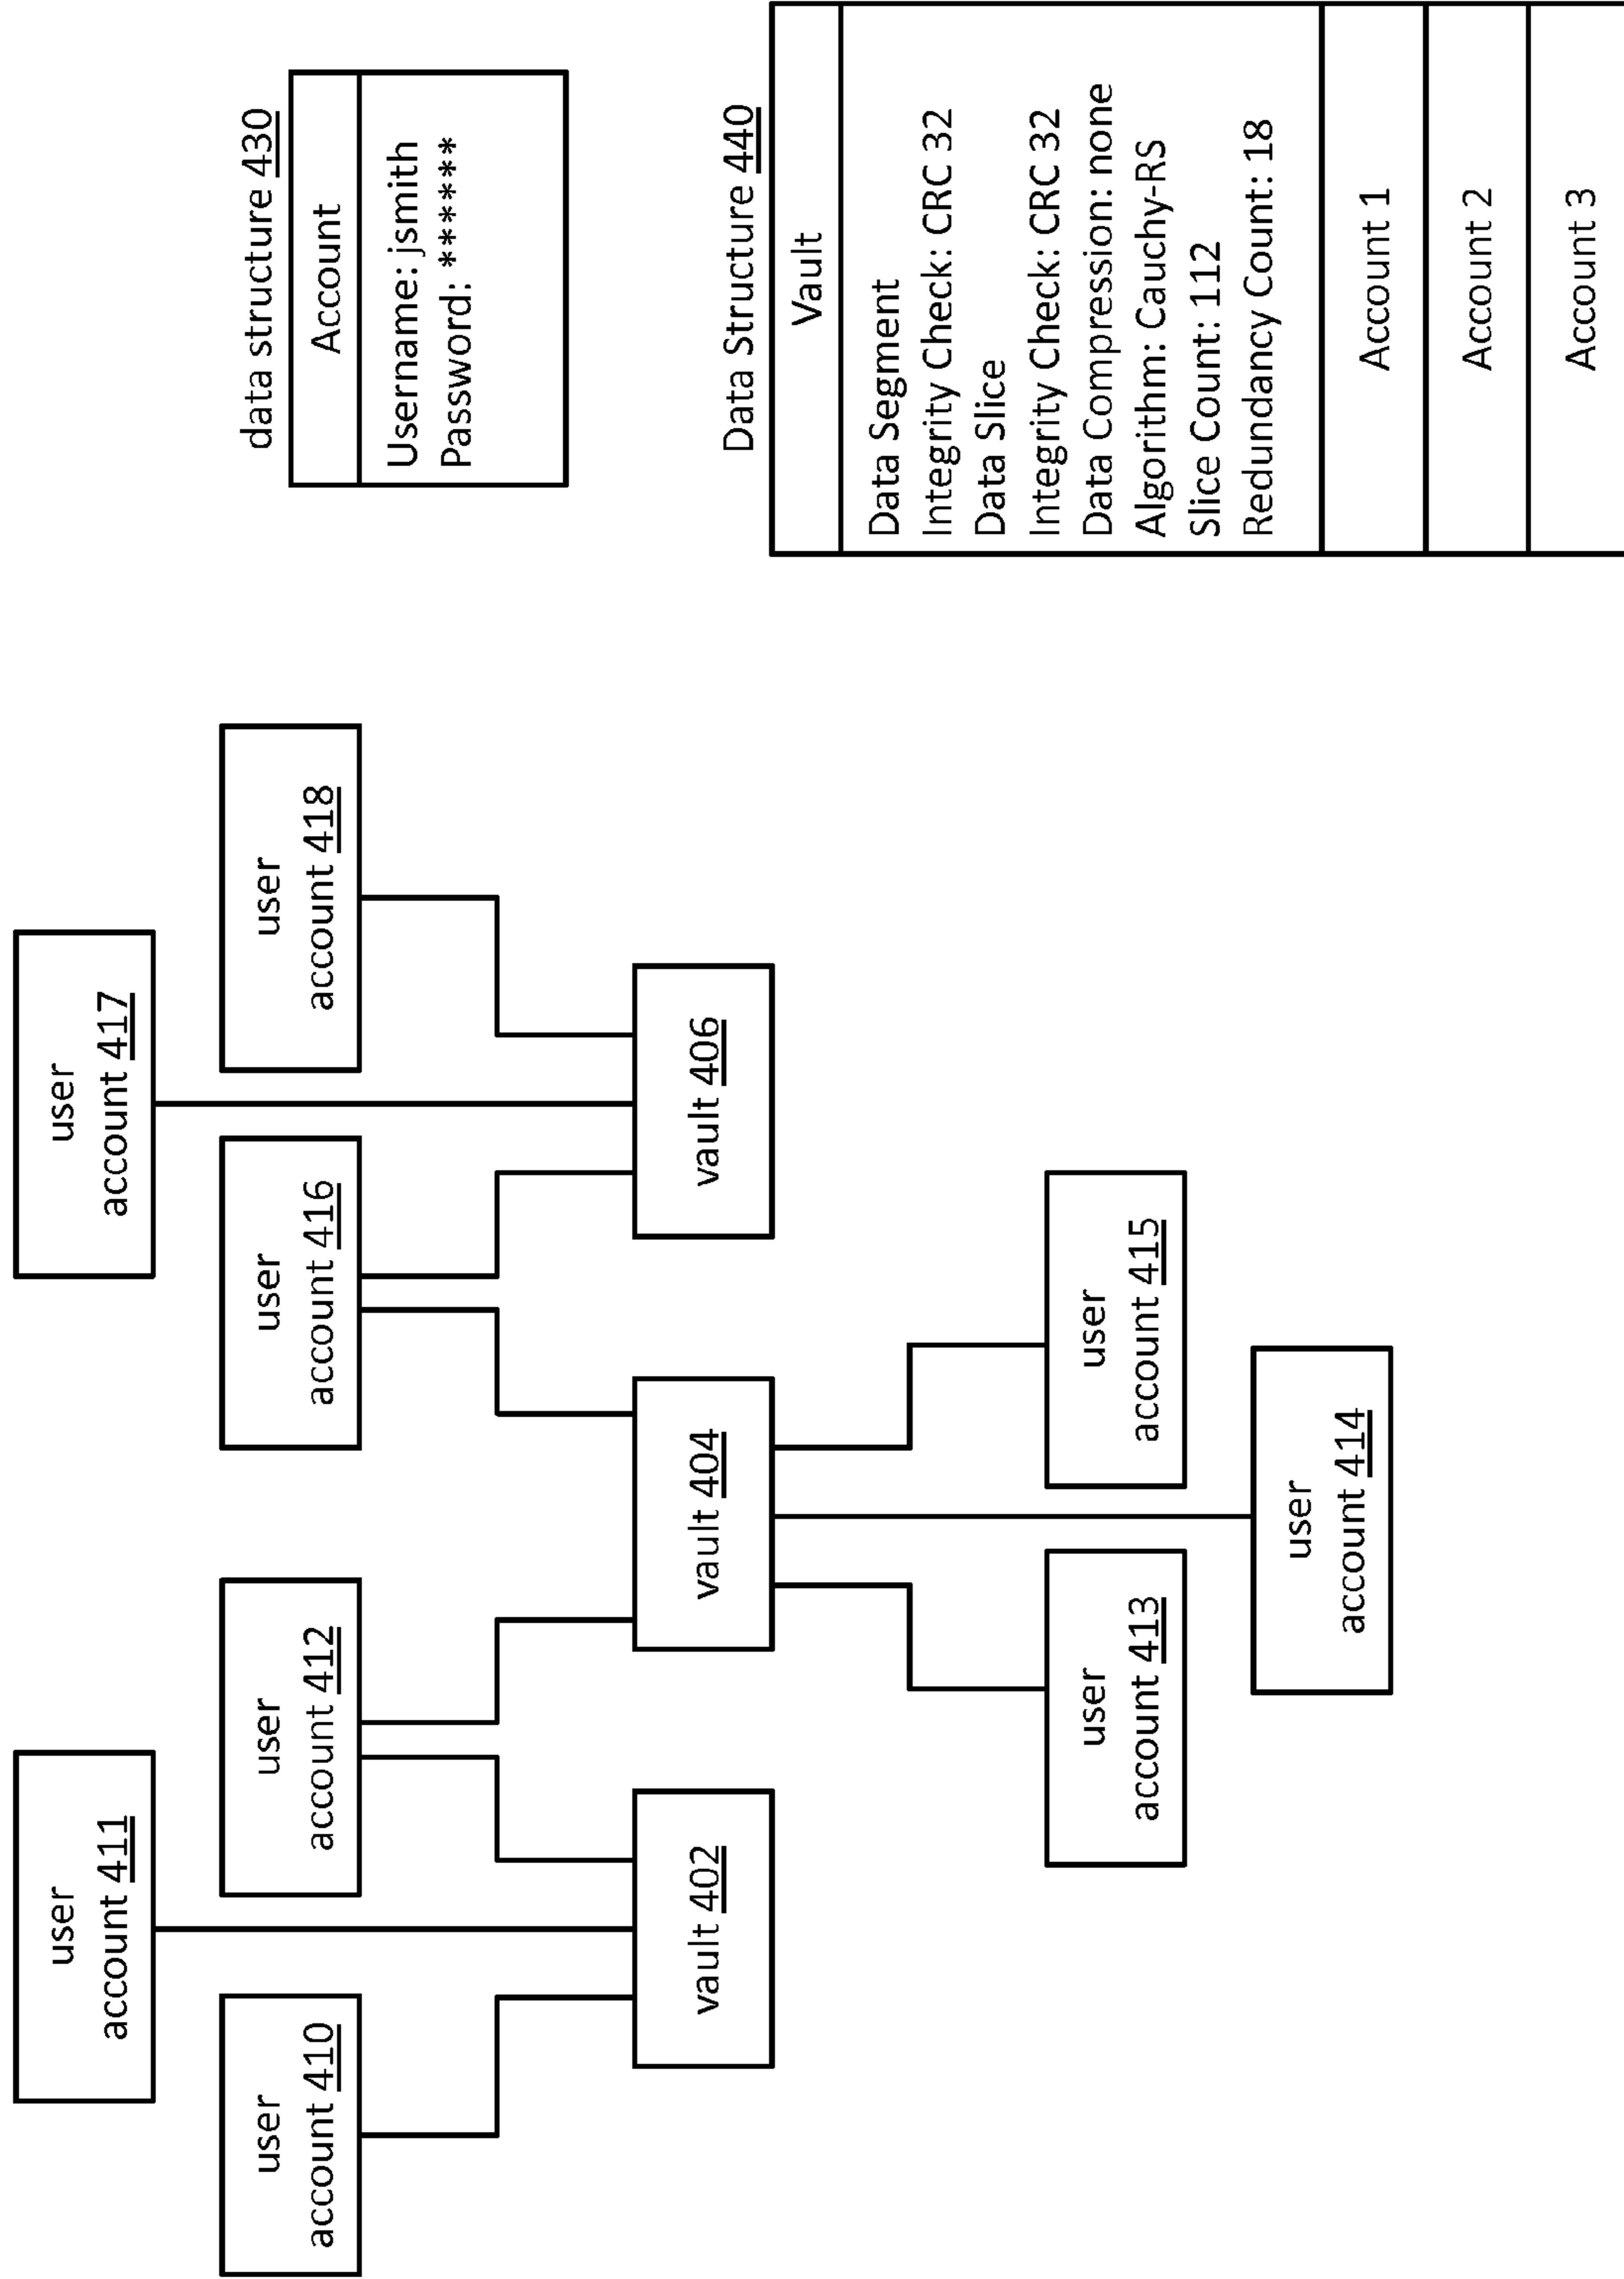 user
account 411
user
account 417
user
account 410
user
account 412
user
account 416
user
account 418
vault 402
vault 404
vault 406
user
account 413
user
account 415
user
account 414
data structure 430
Account
Username: jsmith
Password: *******
Data Structure 440
Vault
Data Segment
Integrity Check: CRC 32
Data Slice
Integrity Check: CRC 32
Data Compression: none
Algorithm: Cauchy-RS
Slice Count: 112
Redundancy Count: 18
Account 1
Account 2
Account 3